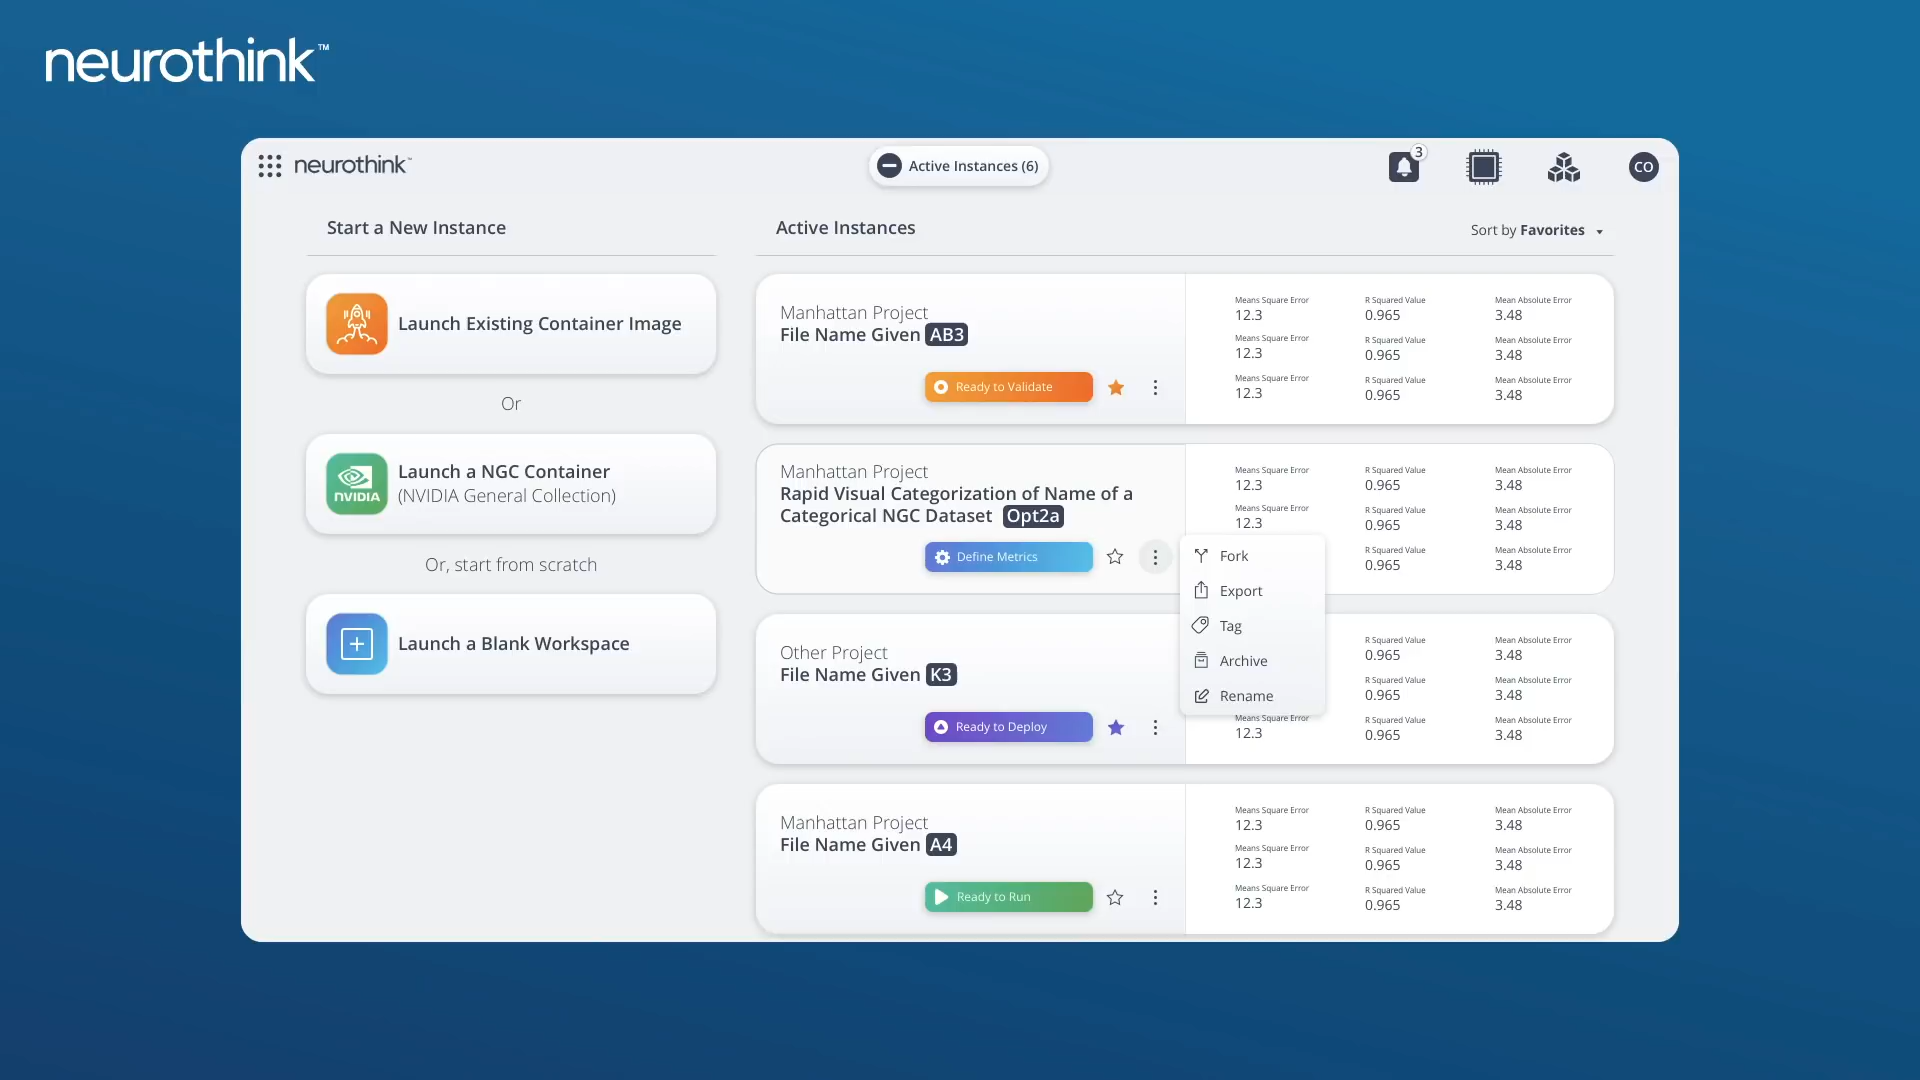 neurothink™
neurothink™
Active Instances (6)
3
CO
Start a New Instance
Launch Existing Container Image
Or
NVIDIA
Launch a NGC Container
(NVIDIA General Collection)
Or, start from scratch
Launch a Blank Workspace
Active Instances
Sort by Favorites
Manhattan Project
File Name Given AB3
Ready to Validate
Means Square Error
12.3
Means Square Error
12.3
Means Square Error
12.3
R Squared Value
0.965
R Squared Value
0.965
R Squared Value
0.965
Mean Absolute Error
3.48
Mean Absolute Error
3.48
Mean Absolute Error
3.48
Manhattan Project
Rapid Visual Categorization of Name of a
Categorical NGC Dataset Opt2a
Define Metrics
Fork
Export
Tag
Archive
Rename
Means Square Error
12.3
Means Square Error
12.3
R Squared Value
0.965
R Squared Value
0.965
R Squared Value
0.965
Mean Absolute Error
3.48
Mean Absolute Error
3.48
Mean Absolute Error
3.48
Other Project
File Name Given K3
Ready to Deploy
Means Square Error
12.3
R Squared Value
0.965
R Squared Value
0.965
R Squared Value
0.965
Mean Absolute Error
3.48
Mean Absolute Error
3.48
Mean Absolute Error
3.48
Manhattan Project
File Name Given A4
Ready to Run
Means Square Error
12.3
Means Square Error
12.3
Means Square Error
12.3
R Squared Value
0.965
R Squared Value
0.965
R Squared Value
0.965
Mean Absolute Error
3.48
Mean Absolute Error
3.48
Mean Absolute Error
3.48